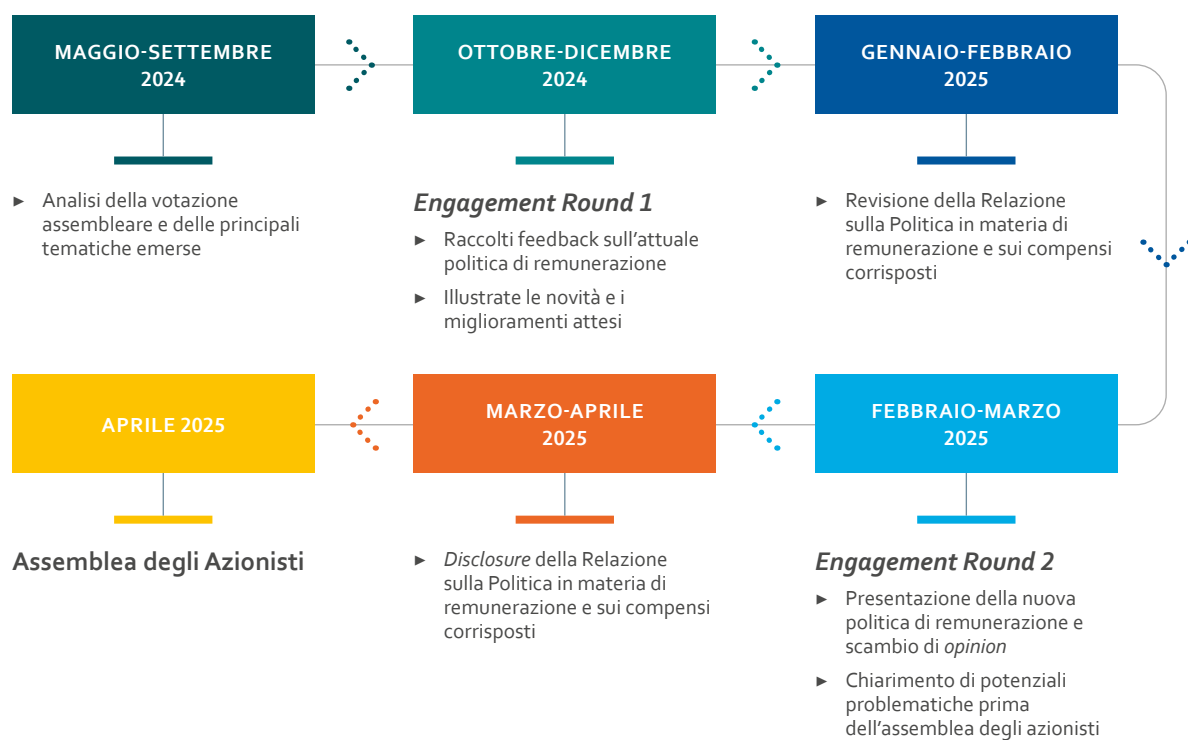 MAGGIO-SETTEMBRE
2024
► Analisi della votazione
assembleare e delle principali
tematiche emerse
OTTOBRE-DICEMBRE
2024
Engagement Round 1
► Raccolti feedback sull’attuale
politica di remunerazione
► Illustrate le novità e i
miglioramenti attesi
GENNAIO-FEBBRAIO
2025
► Revisione della Relazione
sulla Politica in materia di
remunerazione e sui compensi
corrisposti
FEBBRAIO-MARZO
2025
Engagement Round 2
► Presentazione della nuova
politica di remunerazione e
scambio di opinion
► Chiarimento di potenziali
problematiche prima
dell’assemblea degli azionisti
MARZO-APRILE
2025
► Disclosure della Relazione
sulla Politica in materia di
remunerazione e sui compensi
corrisposti
APRILE 2025
Assemblea degli Azionisti